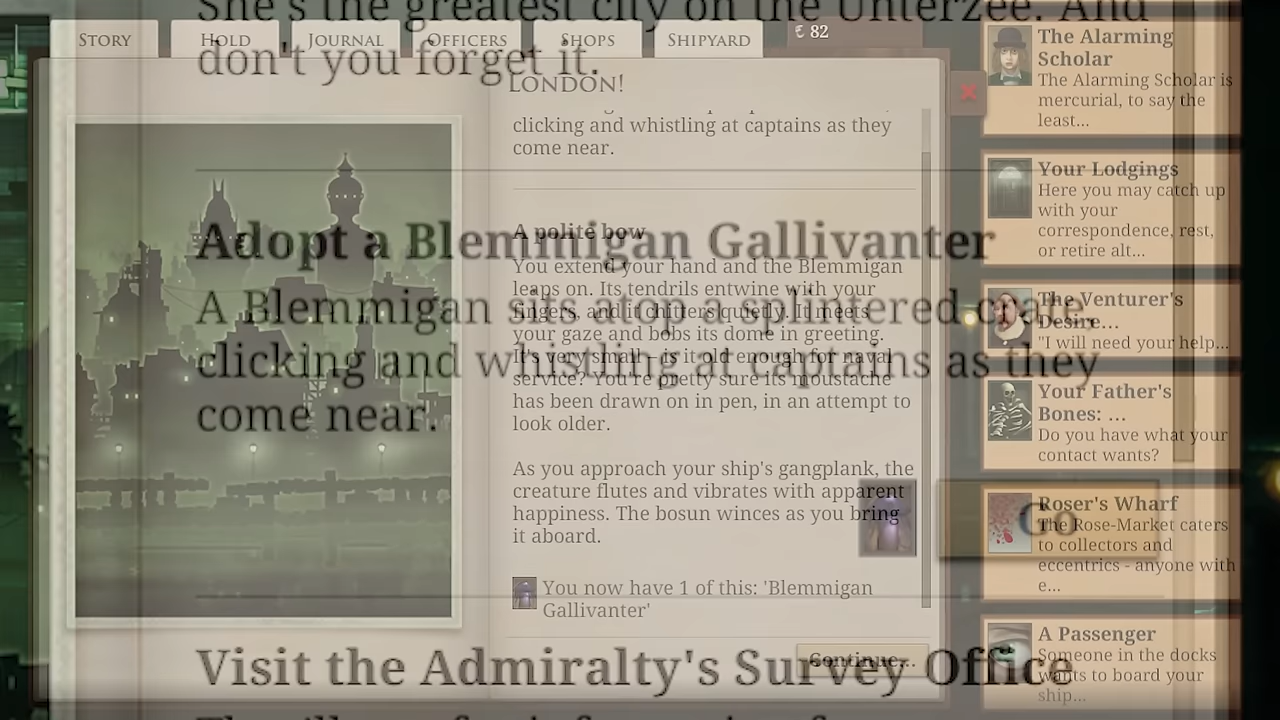 She's the greatest city on the Unterzee. And
don't you forget it.
Adopt a Blemmigan Gallivanter
A Blemmigan sits atop a splintered crate,
clicking and whistling at captains as they
come near.
Go
Visit the Admiralty's Survey Office
STORY
HOLD
JOURNAL
OFFICERS
SHOPS
SHIPYARD
€ 82
LONDON!
clicking and whistling at captains as they
come near.
A polite bow
You extend your hand and the Blemmigan
leaps on. Its tendrils entwine with your
fingers, and it chitters quietly. It meets
your gaze and bobs its dome in greeting.
It's very small - is it old enough for naval
service? You're pretty sure its moustache
has been drawn on in pen, in an attempt to
look older.
As you approach your ship's gangplank, the
creature flutes and vibrates with apparent
happiness. The bosun winces as you bring
it aboard.
You now have 1 of this: 'Blemmigan
Gallivanter'
Continue...
The Alarming
Scholar
The Alarming Scholar is
mercurial, to say the
least...
Your Lodgings
Here you may catch up
with your
correspondence, rest,
or retire alt...
The Venturer's
Desire...
"I will need your help...
Your Father's
Bones: ...
Do you have what your
contact wants?
Roser's Wharf
The Rose-Market caters
to collectors and
eccentrics - anyone with
e...
A Passenger
Someone in the docks
wants to board your
ship...